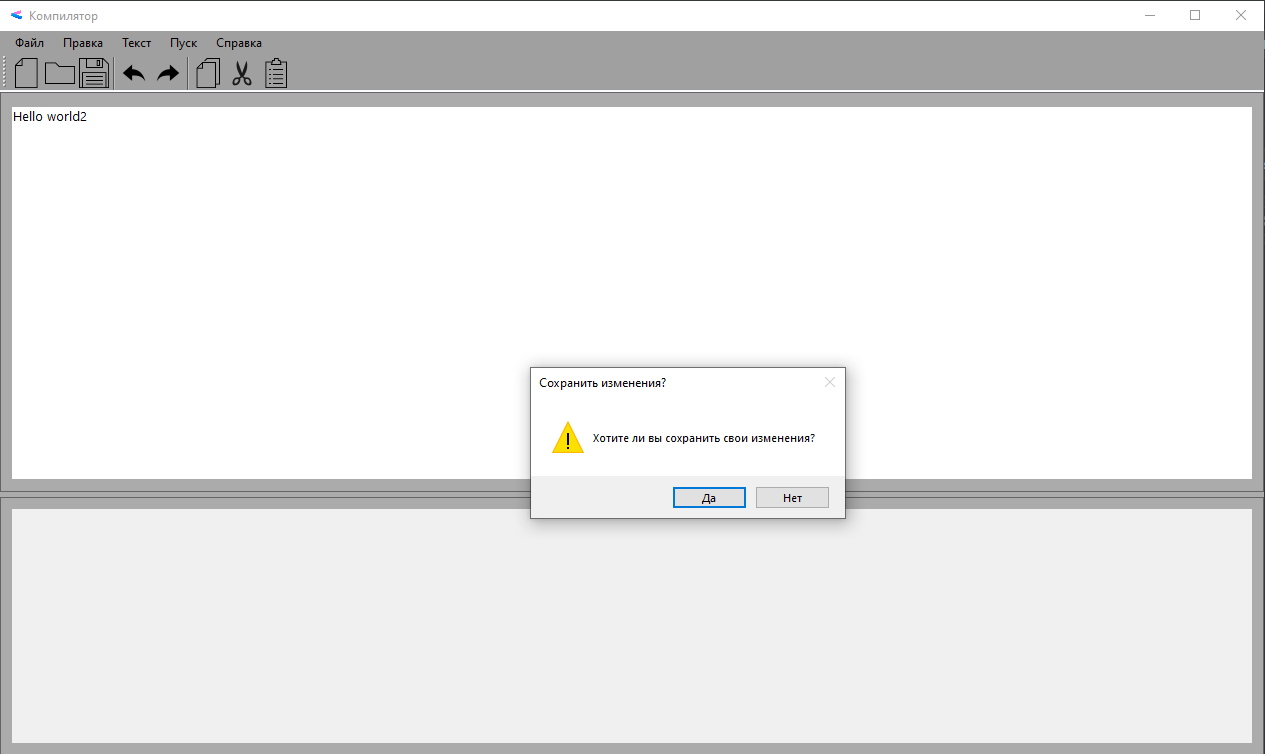 Компилятор
Файл Правка Текст Пуск Справка
Hello world2
Сохранить изменения?
Хотите ли вы сохранить свои изменения?
Да Нет